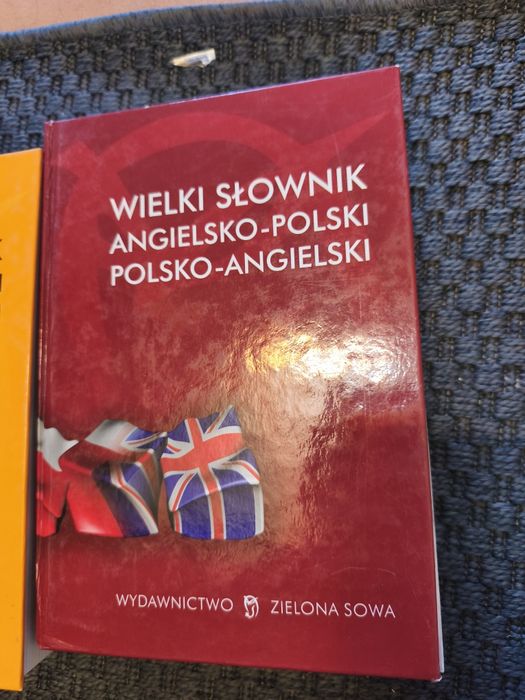 WIELKI SŁOWNIK
ANGIELSKO-POLSKI
POLSKO-ANGIELSKI
WYDAWNICTWO ZIELONA SOWA